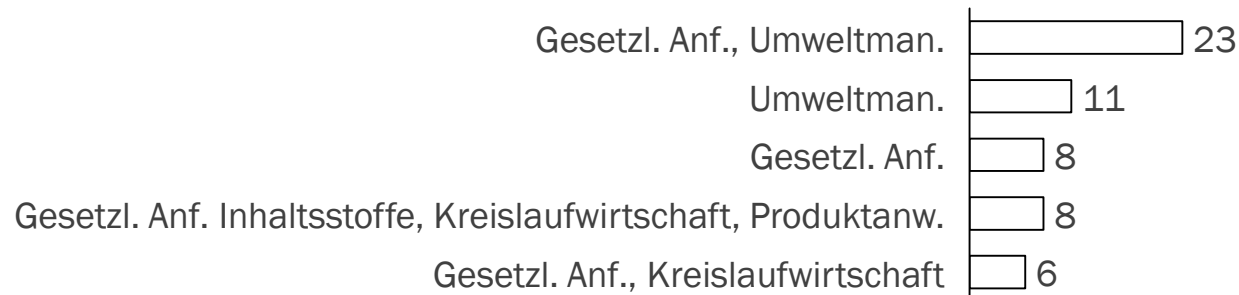 Gesetzl. Anf., Umweltman. 23
Umweltman. 11
Gesetzl. Anf. 8
Gesetzl. Anf. Inhaltsstoffe, Kreislaufwirtschaft, Produktanw. 8
Gesetzl. Anf., Kreislaufwirtschaft 6